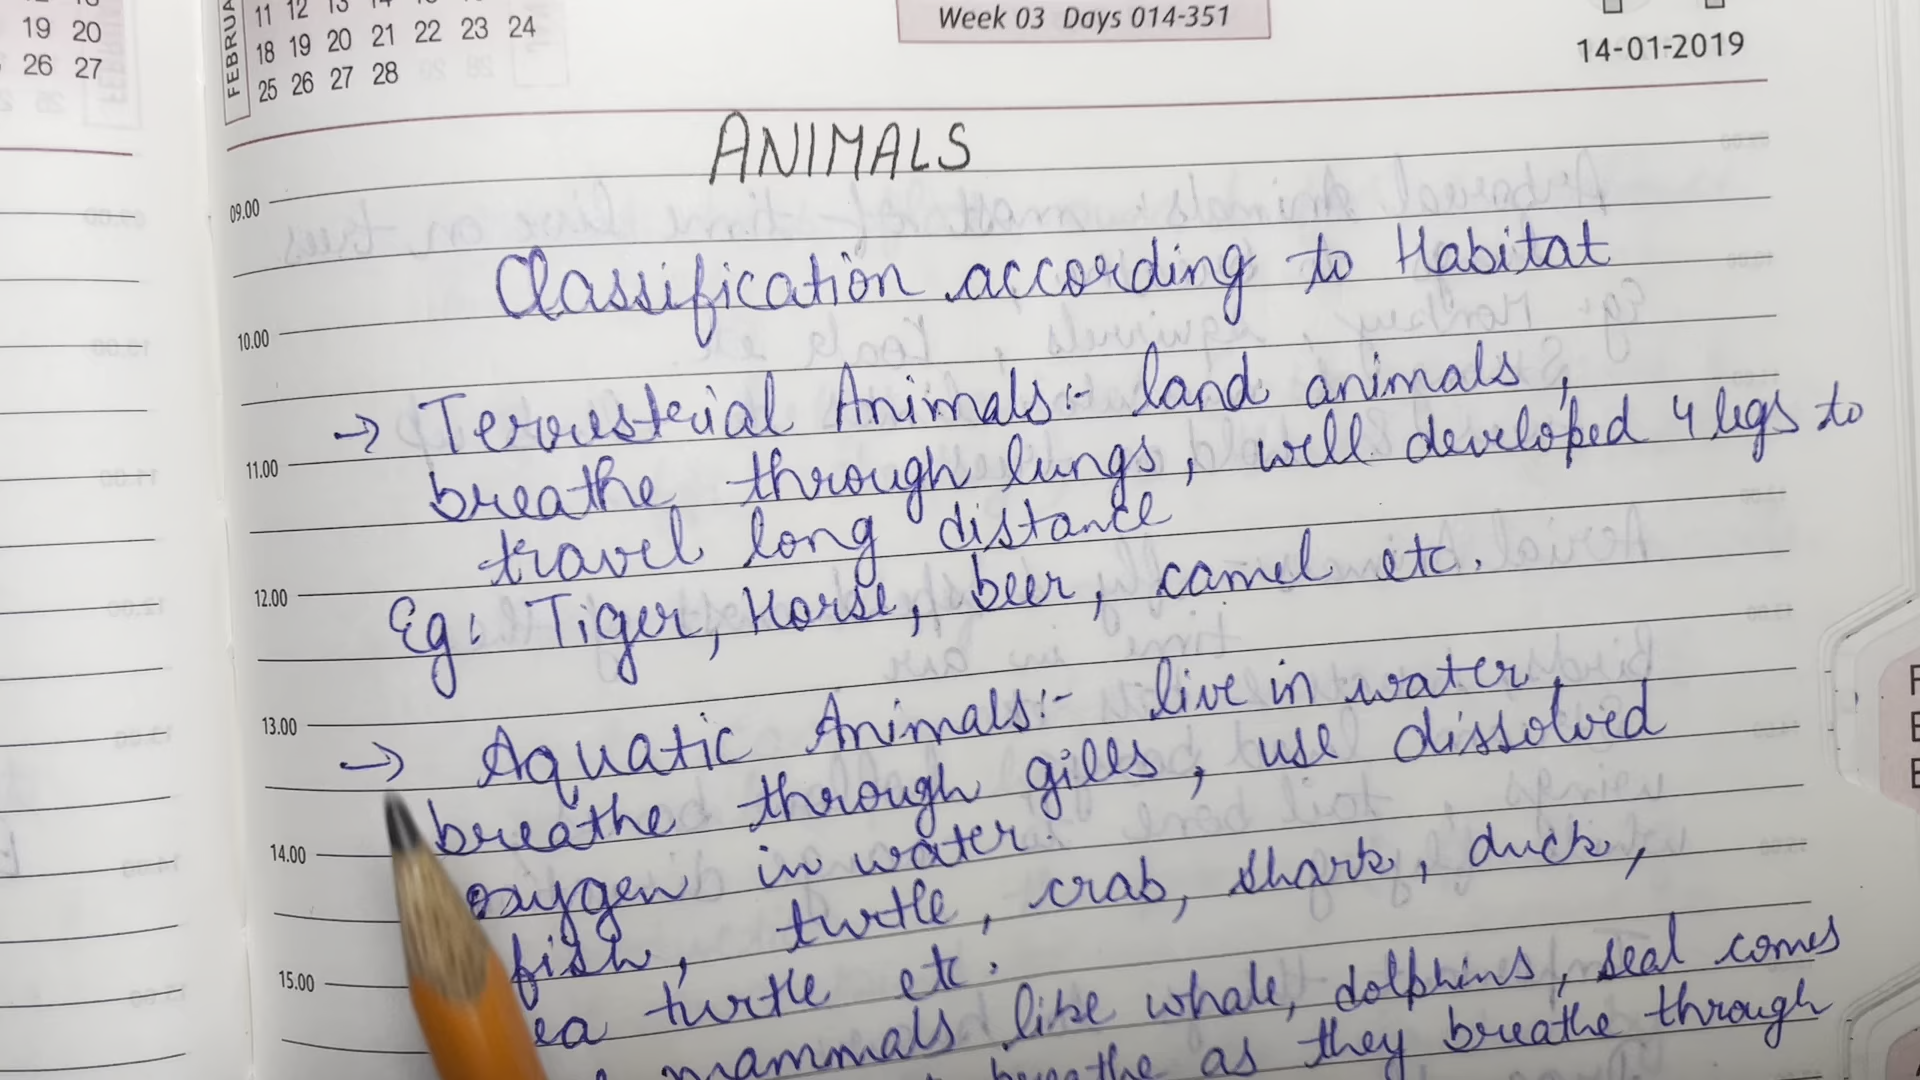 19 20
26 27
FEBRUA
11 12 13
18 19 20 21 22 23 24
25 26 27 28
Week 03 Days 014-351
14-01-2019
ANIMALS
09.00
Classification according to Habitat
10.00
→ Terrousterial Animals:- land animals,
11.00
breathe through lungs, well developed 4 legs to
travel long distance
12.00
Eg: Tiger, Horse, beer, camel etc.
13.00
→ Aquatic Animals:- live in water,
breathe through gills, use dissolved
14.00
oxygen in water.
fish, turtle, crab, shark, duck,
15.00
ea turtle etc.
mammals like whale, dolphins, seal comes
breathe as they breathe through